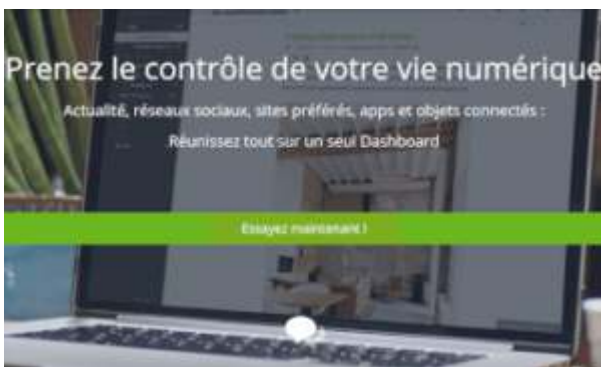 Prenez le contrôle de votre vie numérique
Actualité, réseaux sociaux, sites préférés, apps et objets connectés :
Réunissez tout sur un seul Dashboard
Essayez maintenant !